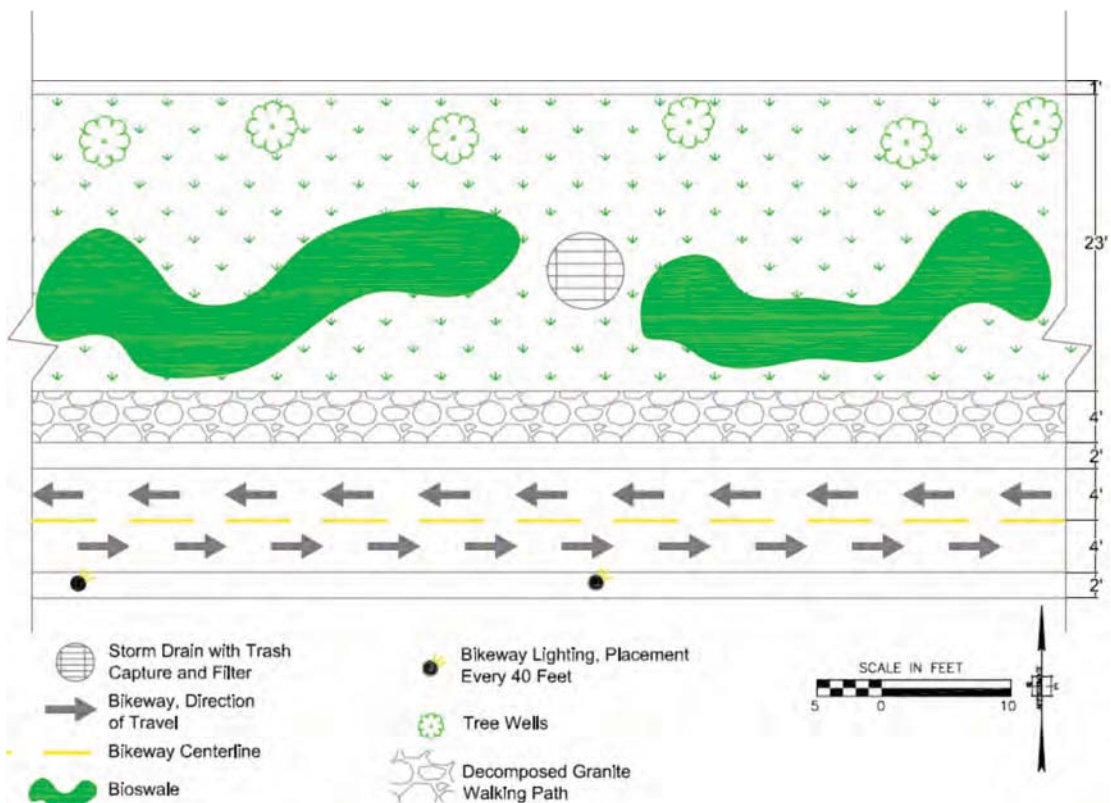 1'
23'
4'
2'
4'
4'
2'
Storm Drain with Trash
Capture and Filter
Bikeway, Direction
of Travel
Bikeway Centerline
Bioswale
Bikeway Lighting, Placement
Every 40 Feet
Tree Wells
Decomposed Granite
Walking Path
SCALE IN FEET
5 0 10